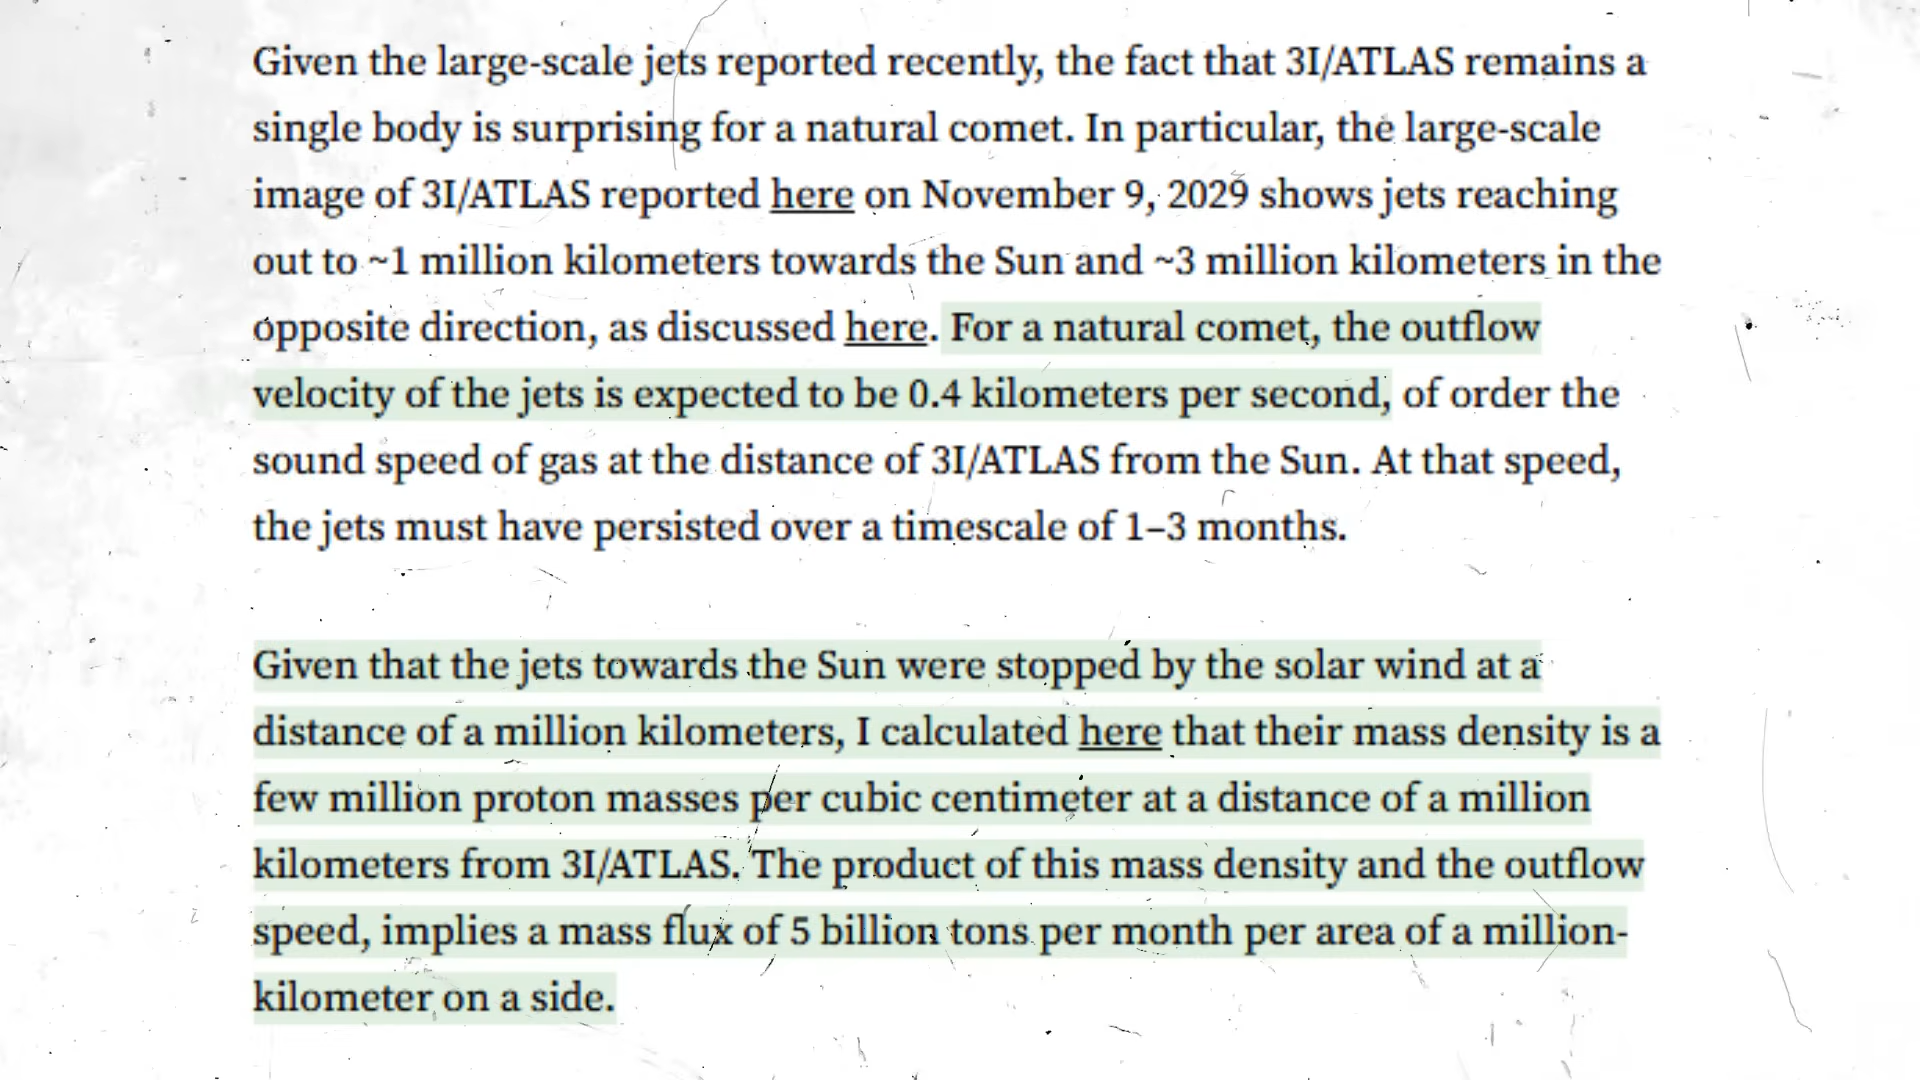 Given the large-scale jets reported recently, the fact that 3I/ATLAS remains a
single body is surprising for a natural comet. In particular, the large-scale
image of 3I/ATLAS reported here on November 9, 2029 shows jets reaching
out to ~1 million kilometers towards the Sun and ~3 million kilometers in the
opposite direction, as discussed here. For a natural comet, the outflow
velocity of the jets is expected to be 0.4 kilometers per second, of order the
sound speed of gas at the distance of 3I/ATLAS from the Sun. At that speed,
the jets must have persisted over a timescale of 1–3 months.
Given that the jets towards the Sun were stopped by the solar wind at a
distance of a million kilometers, I calculated here that their mass density is a
few million proton masses per cubic centimeter at a distance of a million
kilometers from 3I/ATLAS. The product of this mass density and the outflow
speed, implies a mass flux of 5 billion tons per month per area of a million-
kilometer on a side.